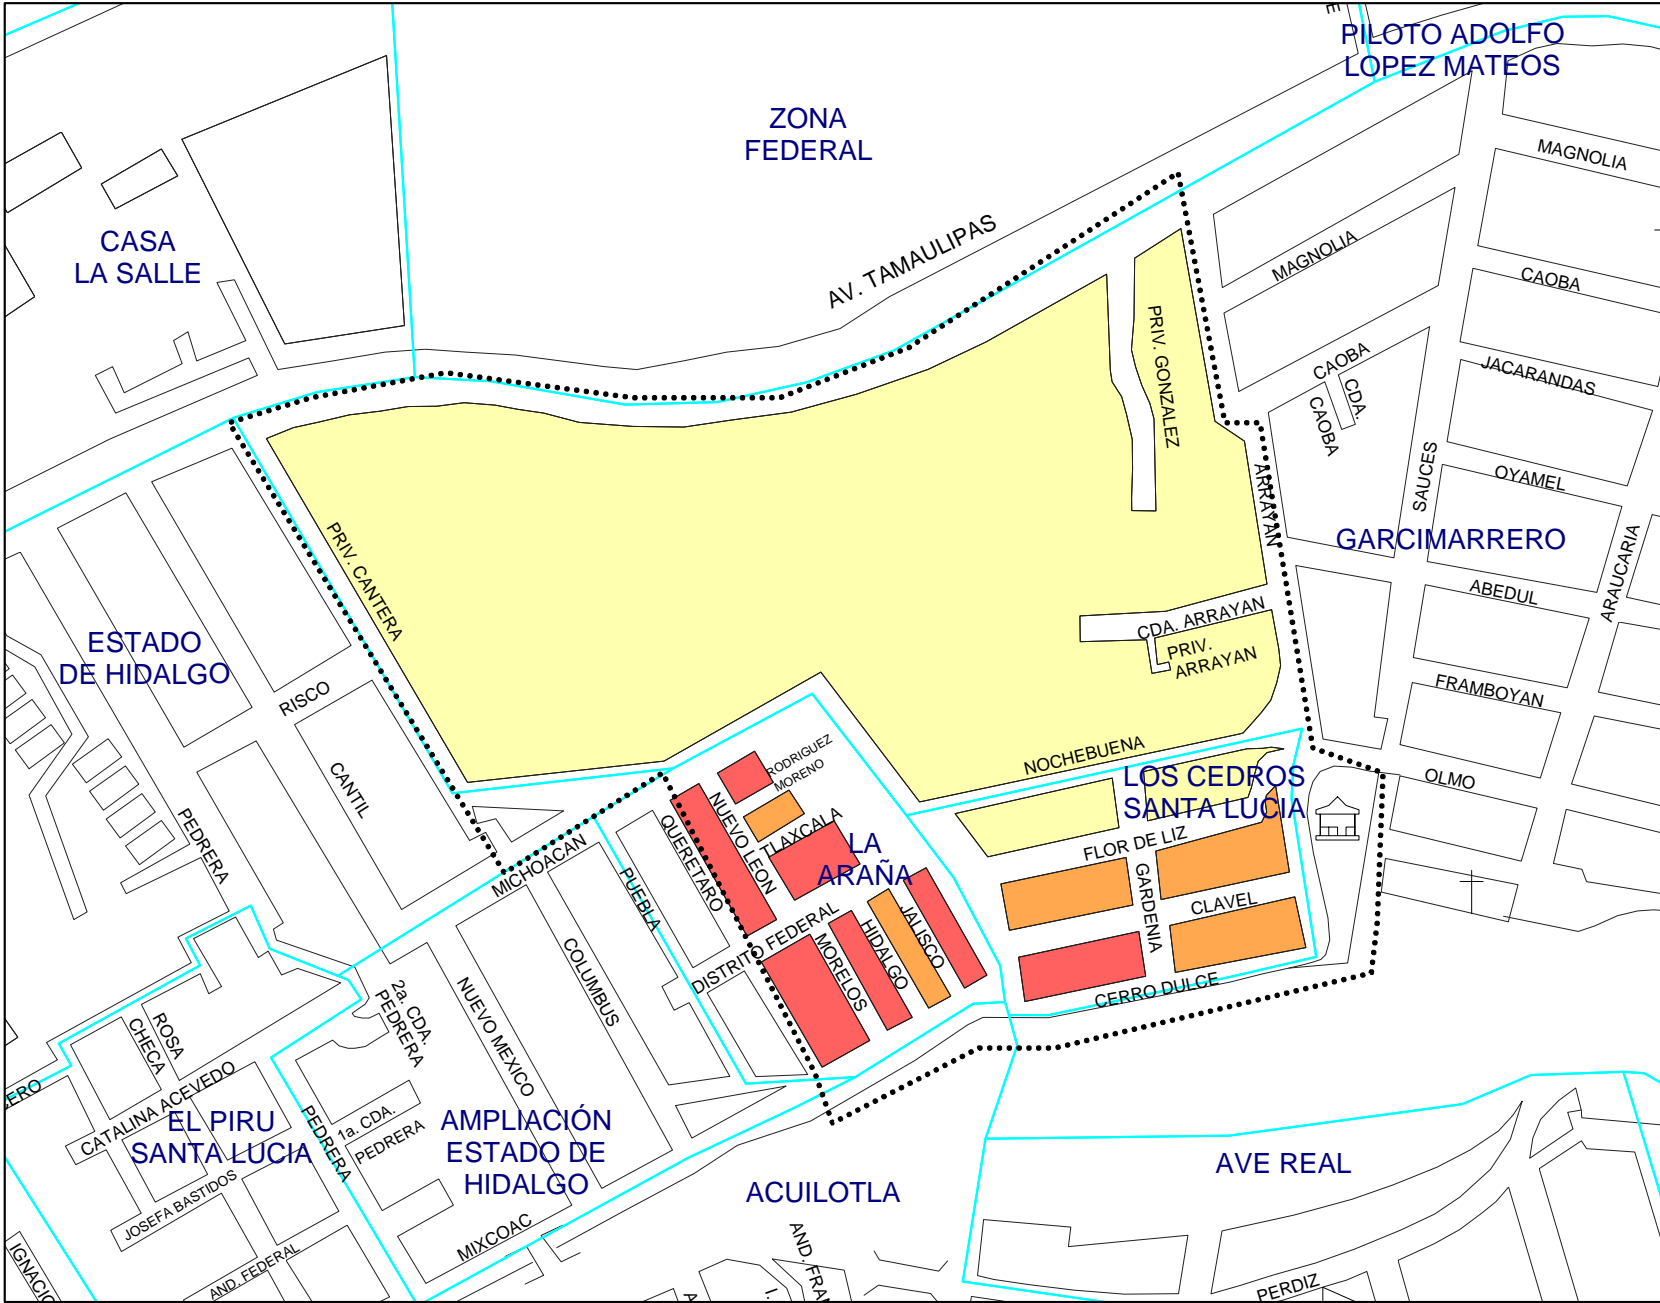 PILOTO ADOLFO
LOPEZ MATEOS
ZONA
FEDERAL
MAGNOLIA
CASA
LA SALLE
AV. TAMAULIPAS
MAGNOLIA
CAOBA
PRIV. GONZALEZ
CAOBA
CDA.
CAOBA
JACARANDAS
SAUCES
OYAMEL
ARRAYAN
GARCIMARRERO
ARAUCARIA
PRIV. CANTERA
ABEDUL
CDA. ARRAYAN
PRIV.
ARRAYAN
ESTADO
DE HIDALGO
RISCO
FRAMBOYAN
NOCHEBUENA
CANTIL
RODRIGUEZ
MORENO
LOS CEDROS
SANTA LUCIA
OLMO
PEDRERA
NUEVO LEON
QUERETARO
TLAXCALA
LA
ARAÑA
FLOR DE LIZ
MICHOACAN
PUEBLA
GARDENIA
CLAVEL
DISTRITO FEDERAL
MORELOS
HIDALGO
JALISCO
CERRO DULCE
COLUMBUS
NUEVO MEXICO
2a. CDA.
PEDRERA
ROSA
CHECA
CATALINA ACEVEDO
CERO
EL PIRU
SANTA LUCIA
PEDRERA
1a. CDA.
PEDRERA
AMPLIACIÓN
ESTADO DE
HIDALGO
AVE REAL
ACUILOTLA
JOSEFA BASTIDOS
MIXCOAC
AND. FEDERAL
IGNACIO
AND. FRAN
I.
A
PERDIZ
E